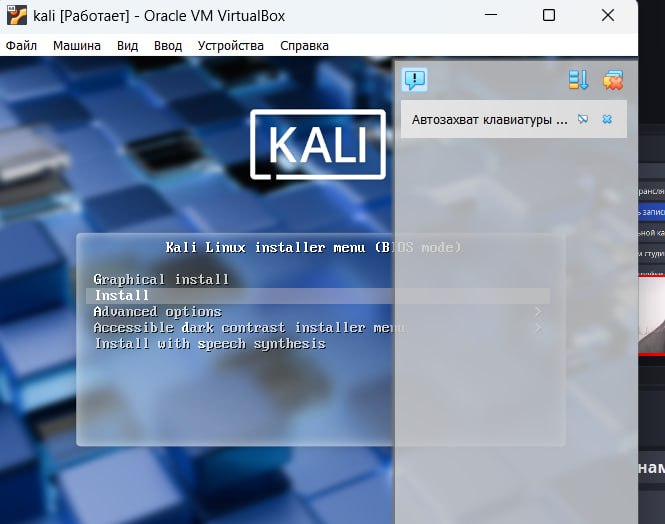 kali [Работает] - Oracle VM VirtualBox
Файл Машина Вид Ввод Устройства Справка
Автозахват клавиатуры ...
KALI
Kali Linux installer menu (BIOS mode)
Graphical install
Install
Advanced options
Accessible dark contrast installer menu
Install with speech synthesis